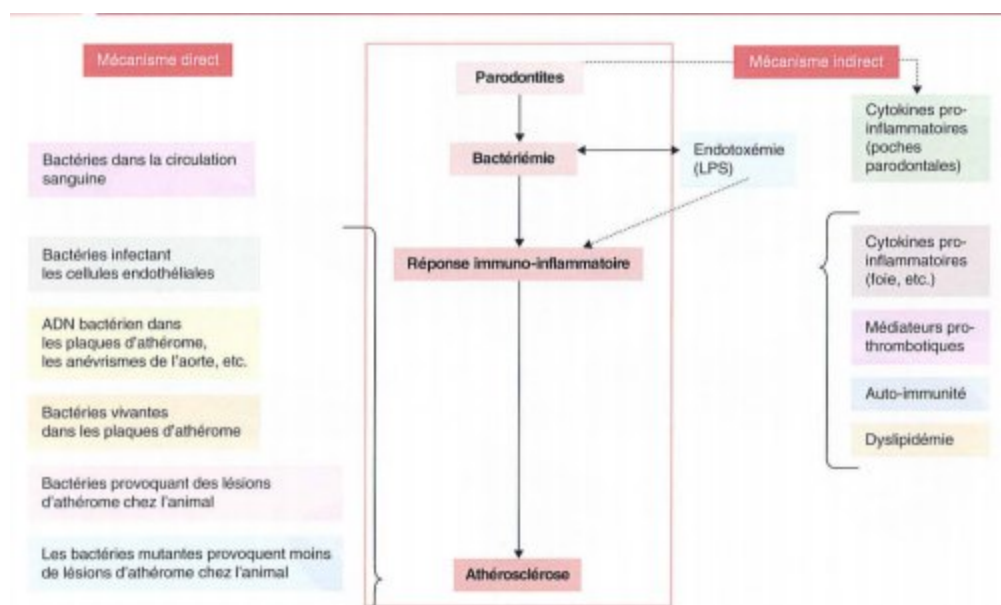 Mécanisme direct
Bactéries dans la circulation
sanguine
Bactéries infectant
les cellules endothéliales
ADN bactérien dans
les plaques d'athérome,
les anévrismes de l'aorte, etc.
Bactéries vivantes
dans les plaques d'athérome
Bactéries provoquant des lésions
d'athérome chez l'animal
Les bactéries mutantes provoquent moins
de lésions d'athérome chez l'animal
Parodontites
Bactériémie
Endotoxémie
(LPS)
Réponse immuno-inflammatoire
Athérosclérose
Mécanisme indirect
Cytokines pro-
inflammatoires
(poches
parodontales)
Cytokines pro-
inflammatoires
(foie, etc.)
Médiateurs pro-
thrombotiques
Auto-immunité
Dyslipidémie